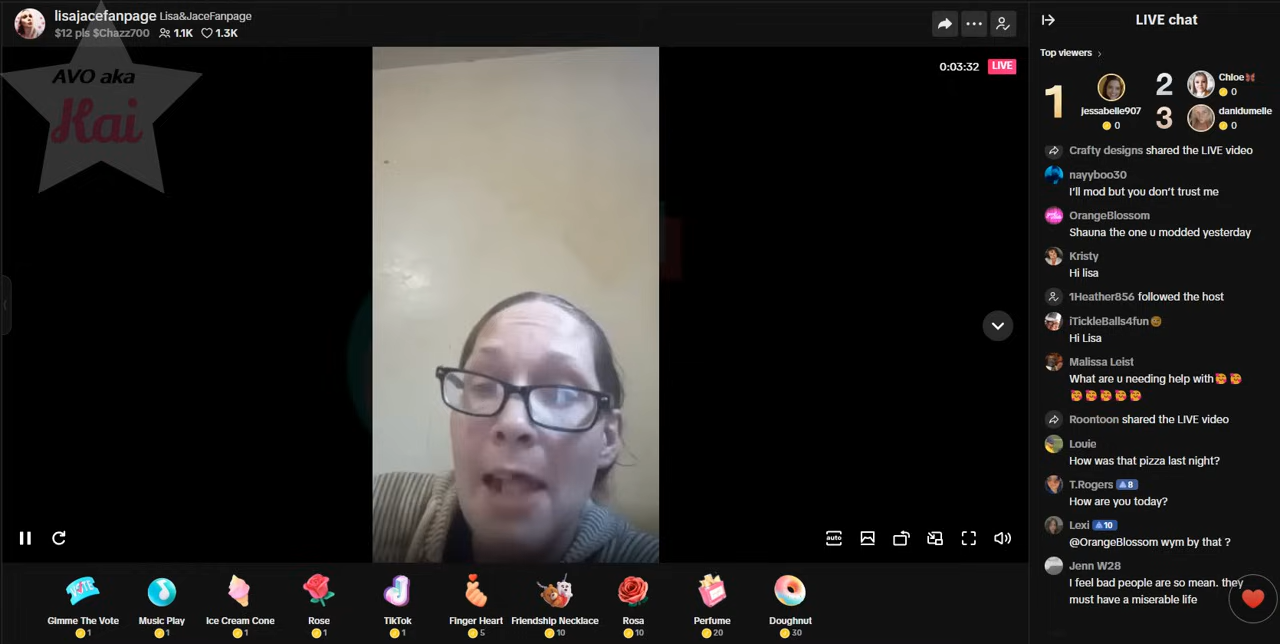 lisajacefanpage Lisa&JaceFanpage
$12 pls $Chazz700 1.1K 1.3K
AVO aka
Kai
0:03:32 LIVE
auto
Gimme The Vote
1
Music Play
1
Ice Cream Cone
1
Rose
1
TikTok
1
Finger Heart
5
Friendship Necklace
10
Rosa
10
Perfume
20
Doughnut
30
LIVE chat
Top viewers
1
jessabelle907
0
2
Chloe
0
3
danidumelle
0
Crafty designs shared the LIVE video
nayyboo30
I'll mod but you don't trust me
OrangeBlossom
Shauna the one u modded yesterday
Kristy
Hi lisa
1Heather856 followed the host
iTickleBalls4fun
Hi Lisa
Malissa Leist
What are u needing help with
Roontoon shared the LIVE video
Louie
How was that pizza last night?
T.Rogers 8
How are you today?
Lexi 10
@OrangeBlossom wym by that ?
Jenn W28
I feel bad people are so mean. they
must have a miserable life